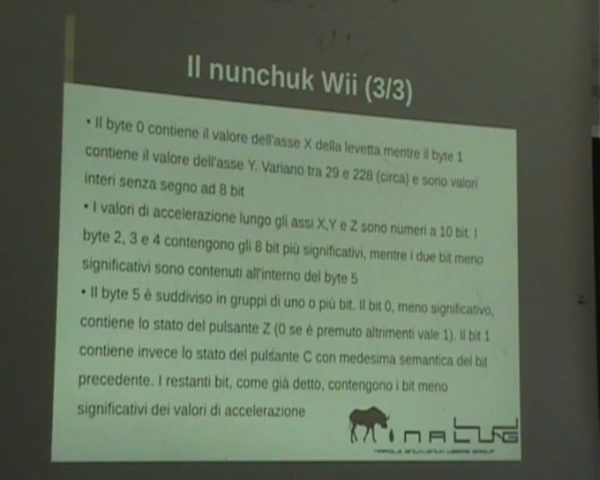 Il nunchuk Wii (3/3)
• Il byte 0 contiene il valore dell'asse X della levetta mentre il byte 1
contiene il valore dell'asse Y. Variano tra 29 e 228 (circa) e sono valori
interi senza segno ad 8 bit
• I valori di accelerazione lungo gli assi X,Y e Z sono numeri a 10 bit. I
byte 2, 3 e 4 contengono gli 8 bit più significativi, mentre i due bit meno
significativi sono contenuti all'interno del byte 5
• Il byte 5 è suddiviso in gruppi di uno o più bit. Il bit 0, meno significativo,
contiene lo stato del pulsante Z (0 se è premuto altrimenti vale 1). Il bit 1
contiene invece lo stato del pulsante C con medesima semantica del bit
precedente. I restanti bit, come già detto, contengono i bit meno
significativi dei valori di accelerazione
NALUG